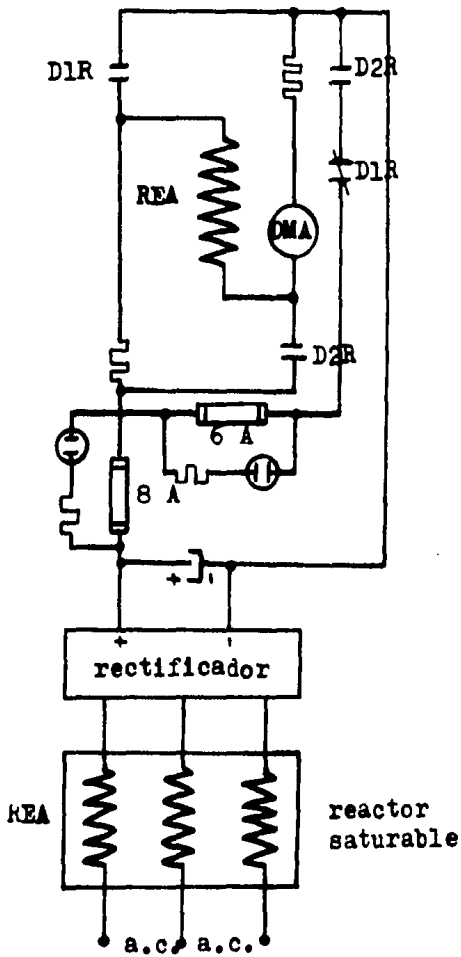 D1R
D2R
D1R
REA
DMA
D2R
6 A
8 A
+ -
+ -
rectificador
REA
reactor
saturable
a.c. a.c.